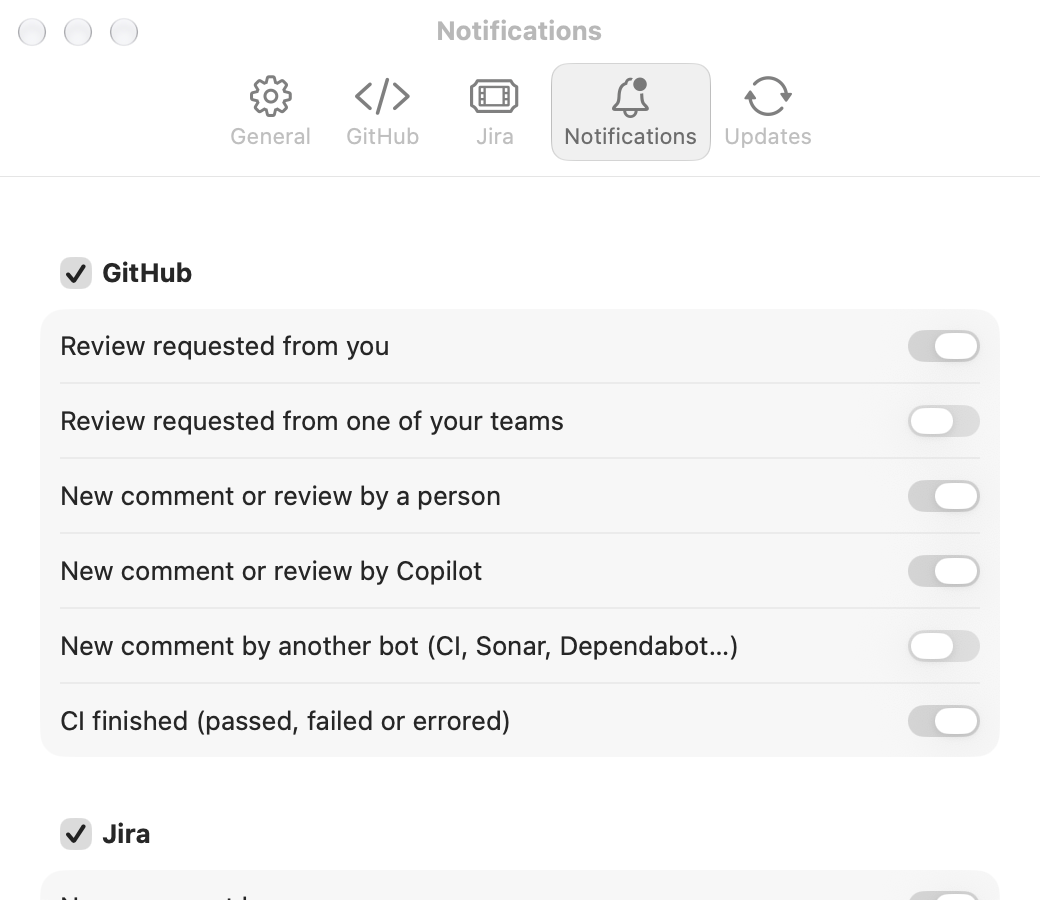 Notifications
General
GitHub
Jira
Notifications
Updates
GitHub
Review requested from you
Review requested from one of your teams
New comment or review by a person
New comment or review by Copilot
New comment by another bot (CI, Sonar, Dependabot...)
CI finished (passed, failed or errored)
Jira